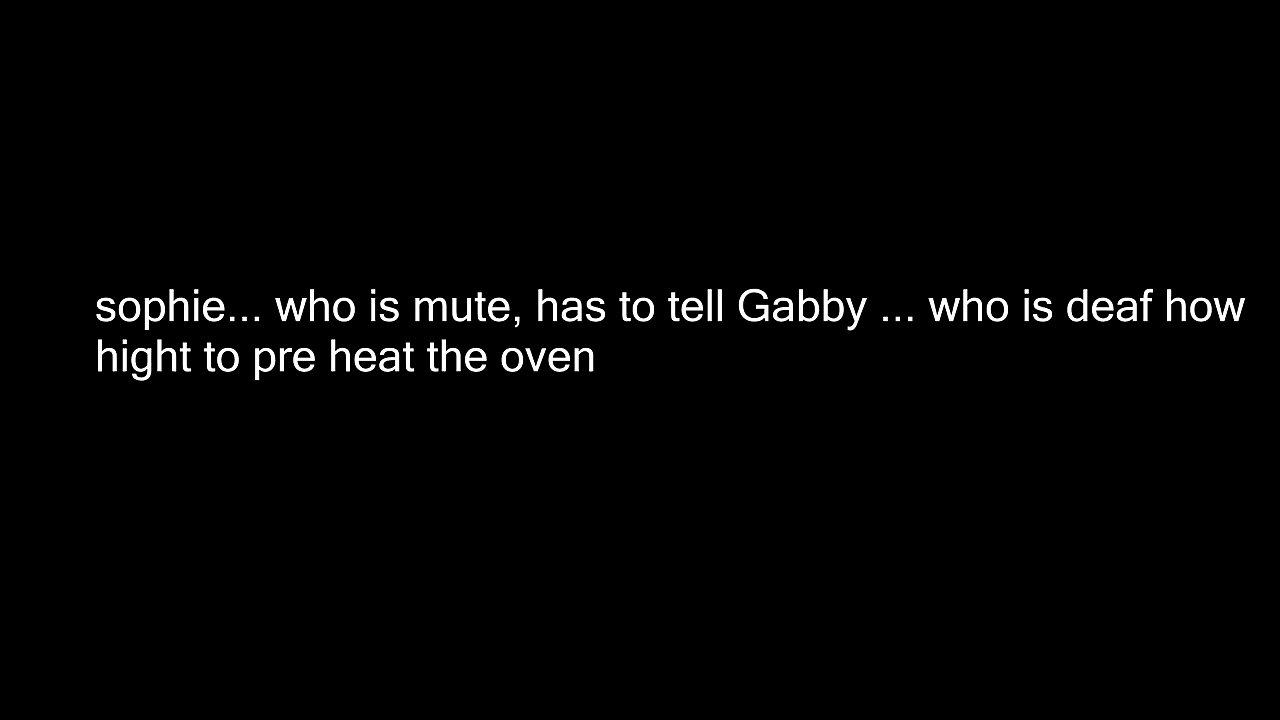 sophie... who is mute, has to tell Gabby ... who is deaf how
hight to pre heat the oven